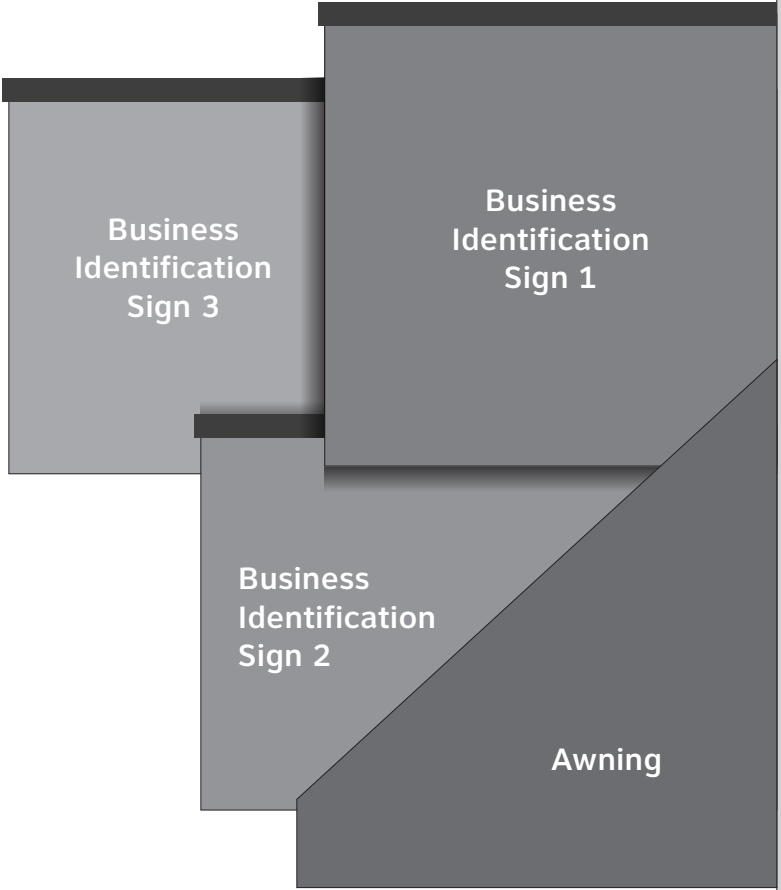 Business
Identification
Sign 1
Business
Identification
Sign 3
Business
Identification
Sign 2
Awning